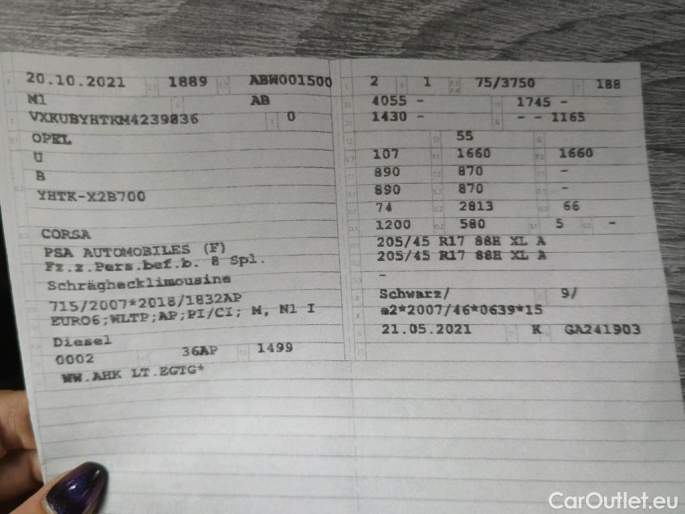 20.10.2021 1889 ABW001500
M1 AB
VXKUBYHTKM4239836 0
OPEL
U
B
YHTK-X2B700
CORSA
PSA AUTOMOBILES (F)
Fz.z.Pers.bef.b. 8 Spl.
Schräghecklimousine
715/2007*2018/1832AP
EURO6;WLTP;AP;PI/CI; M, N1 I
Diesel
0002 36AP 1499
WW.AHK LT.EGTG*
2 1 75/3750 188
4055 - 1745 -
1430 - - - 1165
55
107 1660 1660
890 870 -
890 870 -
74 2813 66
1200 580 5 -
205/45 R17 88H XL A
205/45 R17 88H XL A
-
Schwarz/ 9/
e2*2007/46*0639*15
21.05.2021 K GA241903
CarOutlet.eu